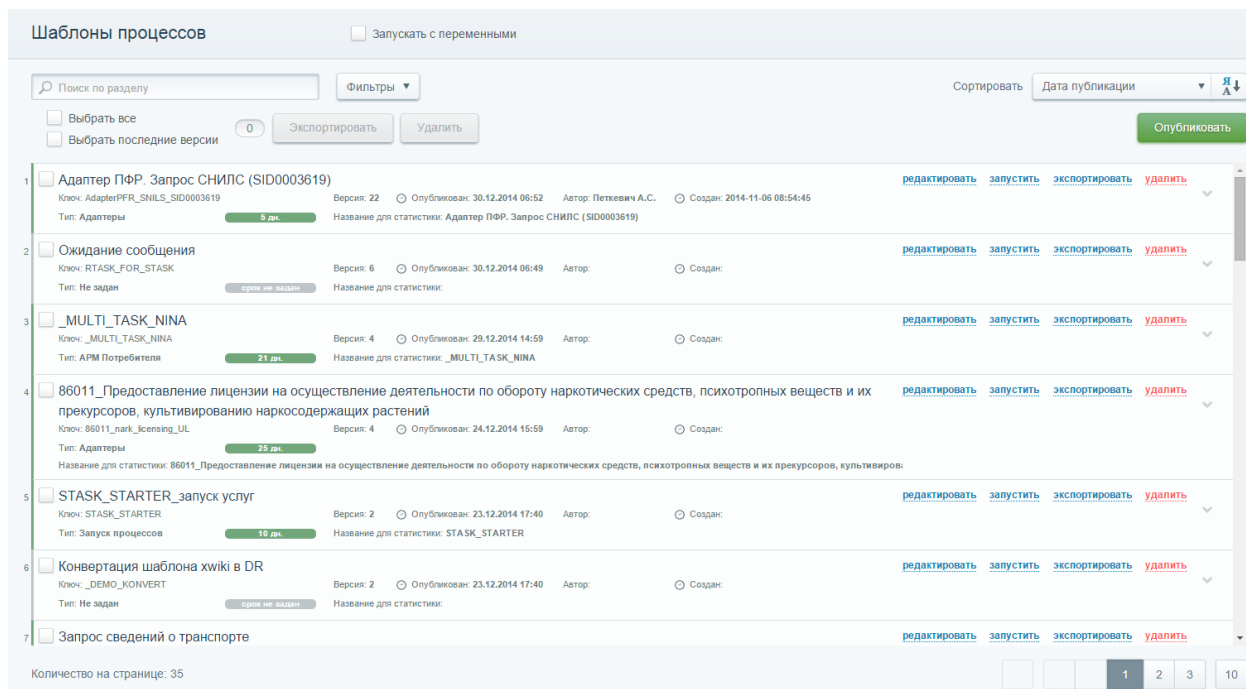 Шаблоны процессов Запускать с переменными
Поиск по разделу Фильтры Сортировать Дата публикации Я А
Выбрать все
Выбрать последние версии 0 Экспортировать Удалить Опубликовать
1 Адаптер ПФР. Запрос СНИЛС (SID0003619) редактировать запустить экспортировать удалить
Ключ: AdapterPFR_SNILS_SID0003619 Версия: 22 Опубликован: 30.12.2014 06:52 Автор: Петкевич А.С. Создан: 2014-11-06 08:54:45
Тип: Адаптеры 5 дн. Название для статистики: Адаптер ПФР. Запрос СНИЛС (SID0003619)
2 Ожидание сообщения редактировать запустить экспортировать удалить
Ключ: RTASK_FOR_STASK Версия: 6 Опубликован: 30.12.2014 06:49 Автор: Создан:
Тип: Не задан срок не задан Название для статистики:
3 _MULTI_TASK_NINA редактировать запустить экспортировать удалить
Ключ: _MULTI_TASK_NINA Версия: 4 Опубликован: 29.12.2014 14:59 Автор: Создан:
Тип: АРМ Потребителя 21 дн. Название для статистики: _MULTI_TASK_NINA
4 86011_Предоставление лицензии на осуществление деятельности по обороту наркотических средств, психотропных веществ и их редактировать запустить экспортировать удалить
прекурсоров, культивированию наркосодержащих растений
Ключ: 86011_nark_licensing_UL Версия: 4 Опубликован: 24.12.2014 15:59 Автор: Создан:
Тип: Адаптеры 25 дн.
Название для статистики: 86011_Предоставление лицензии на осуществление деятельности по обороту наркотических средств, психотропных веществ и их прекурсоров, культивирова
5 STASK_STARTER_запуск услуг редактировать запустить экспортировать удалить
Ключ: STASK_STARTER Версия: 2 Опубликован: 23.12.2014 17:40 Автор: Создан:
Тип: Запуск процессов 10 дн. Название для статистики: STASK_STARTER
6 Конвертация шаблона xwiki в DR редактировать запустить экспортировать удалить
Ключ: _DEMO_KONVERT Версия: 2 Опубликован: 23.12.2014 17:40 Автор: Создан:
Тип: Не задан срок не задан Название для статистики:
7 Запрос сведений о транспорте редактировать запустить экспортировать удалить
Количество на странице: 35 1 2 3 10